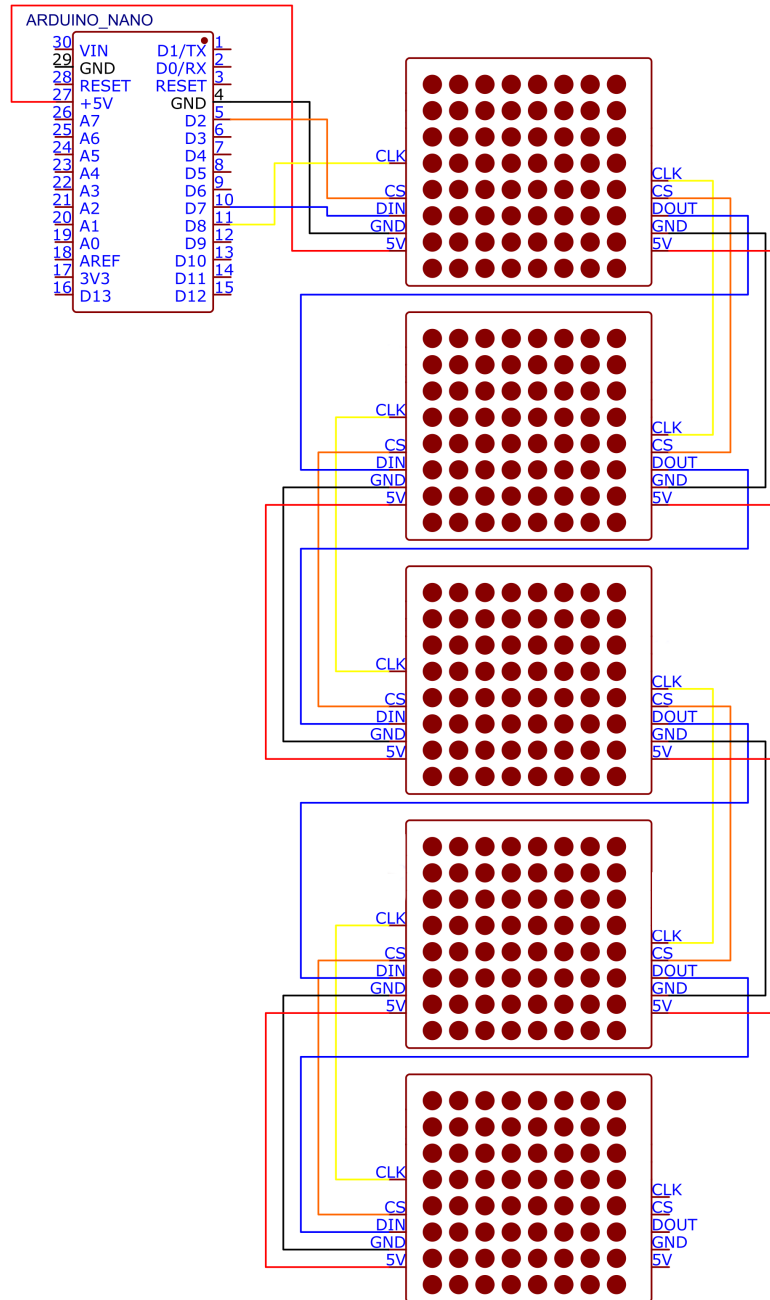 ARDUINO_NANO
30 VIN D1/TX 1
29 GND D0/RX 2
28 RESET RESET 3
27 +5V GND 4
26 A7 D2 5
25 A6 D3 6
24 A5 D4 7
23 A4 D5 8
22 A3 D6 9
21 A2 D7 10
20 A1 D8 11
19 A0 D9 12
18 AREF D10 13
17 3V3 D11 14
16 D13 D12 15
CLK
CS
DIN
GND
5V
CLK
CS
DOUT
GND
5V
CLK
CS
DIN
GND
5V
CLK
CS
DOUT
GND
5V
CLK
CS
DIN
GND
5V
CLK
CS
DOUT
GND
5V
CLK
CS
DIN
GND
5V
CLK
CS
DOUT
GND
5V
CLK
CS
DIN
GND
5V
CLK
CS
DOUT
GND
5V